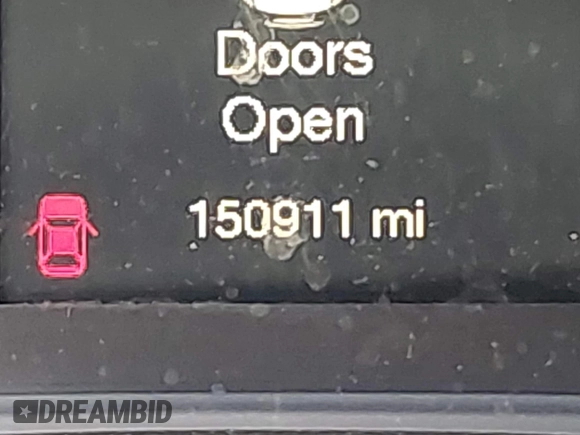 Doors
Open
150911 mi
DREAMBID